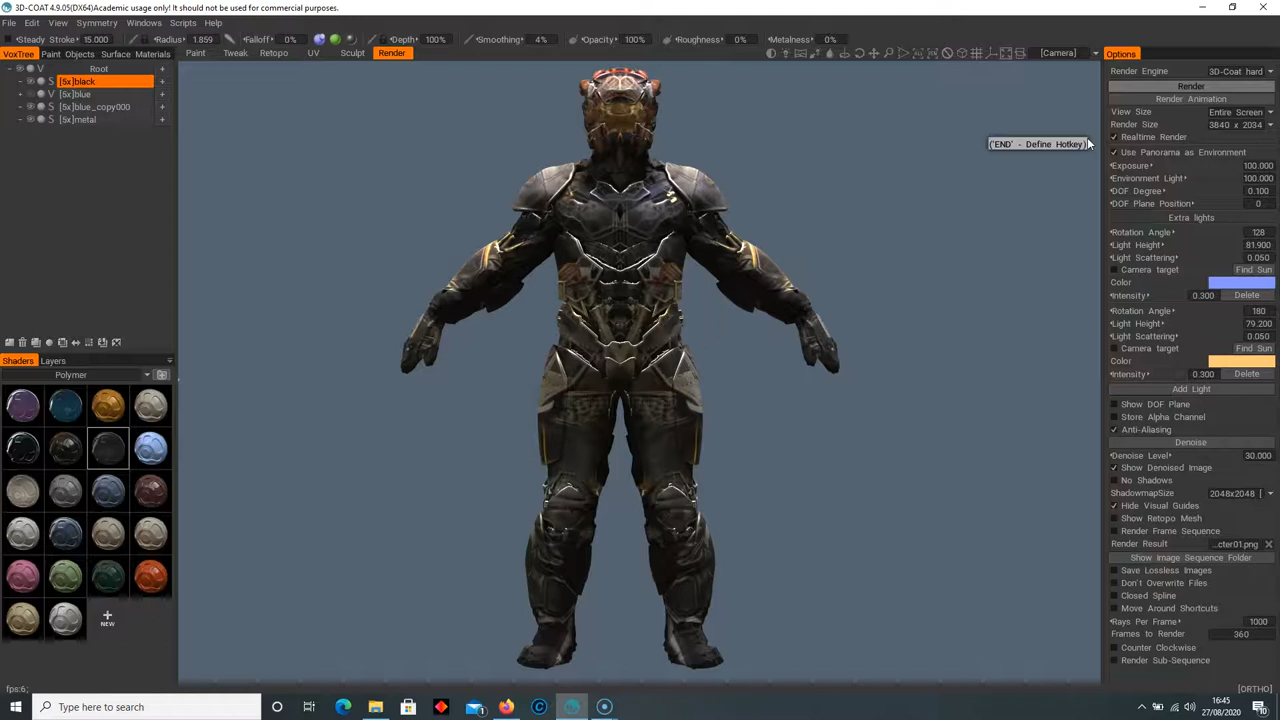 3D-COAT 4.9.05(DX64)Academic usage only! It should not be used for commercial purposes.
File Edit View Symmetry Windows Scripts Help
Steady Stroke 15.000 Radius 1.859 Falloff 0% Depth 100% Smoothing 4% Opacity 100% Roughness 0% Metalness 0%
VoxTree Paint Objects Surface Materials Paint Tweak Retopo UV Sculpt Render [Camera] Options
V Root
S [5x]black
V [5x]blue
S [5x]blue_copy000
S [5x]metal
Render Engine 3D-Coat hard
Render
Render Animation
View Size Entire Screen
Render Size 3840 x 2034
Realtime Render
('END' - Define Hotkey)
Use Panorama as Environment
Exposure 100.000
Environment Light 100.000
DOF Degree 0.100
DOF Plane Position 0
Extra lights
Rotation Angle 128
Light Height 81.900
Light Scattering 0.050
Camera target Find Sun
Color
Intensity 0.300 Delete
Rotation Angle 180
Light Height 79.200
Light Scattering 0.050
Camera target Find Sun
Color
Intensity 0.300 Delete
Add Light
Show DOF Plane
Store Alpha Channel
Anti-Aliasing
Denoise
Denoise Level 30.000
Show Denoised Image
No Shadows
ShadowmapSize 2048x2048 [
Hide Visual Guides
Show Retopo Mesh
Render Frame Sequence
Render Result ...cter01.png
Show Image Sequence Folder
Save Lossless Images
Don't Overwrite Files
Closed Spline
Move Around Shortcuts
Rays Per Frame 1000
Frames to Render 360
Counter Clockwise
Render Sub-Sequence
Shaders Layers
Polymer
NEW
fps:6; [ORTHO]
Type here to search
16:45
27/08/2020